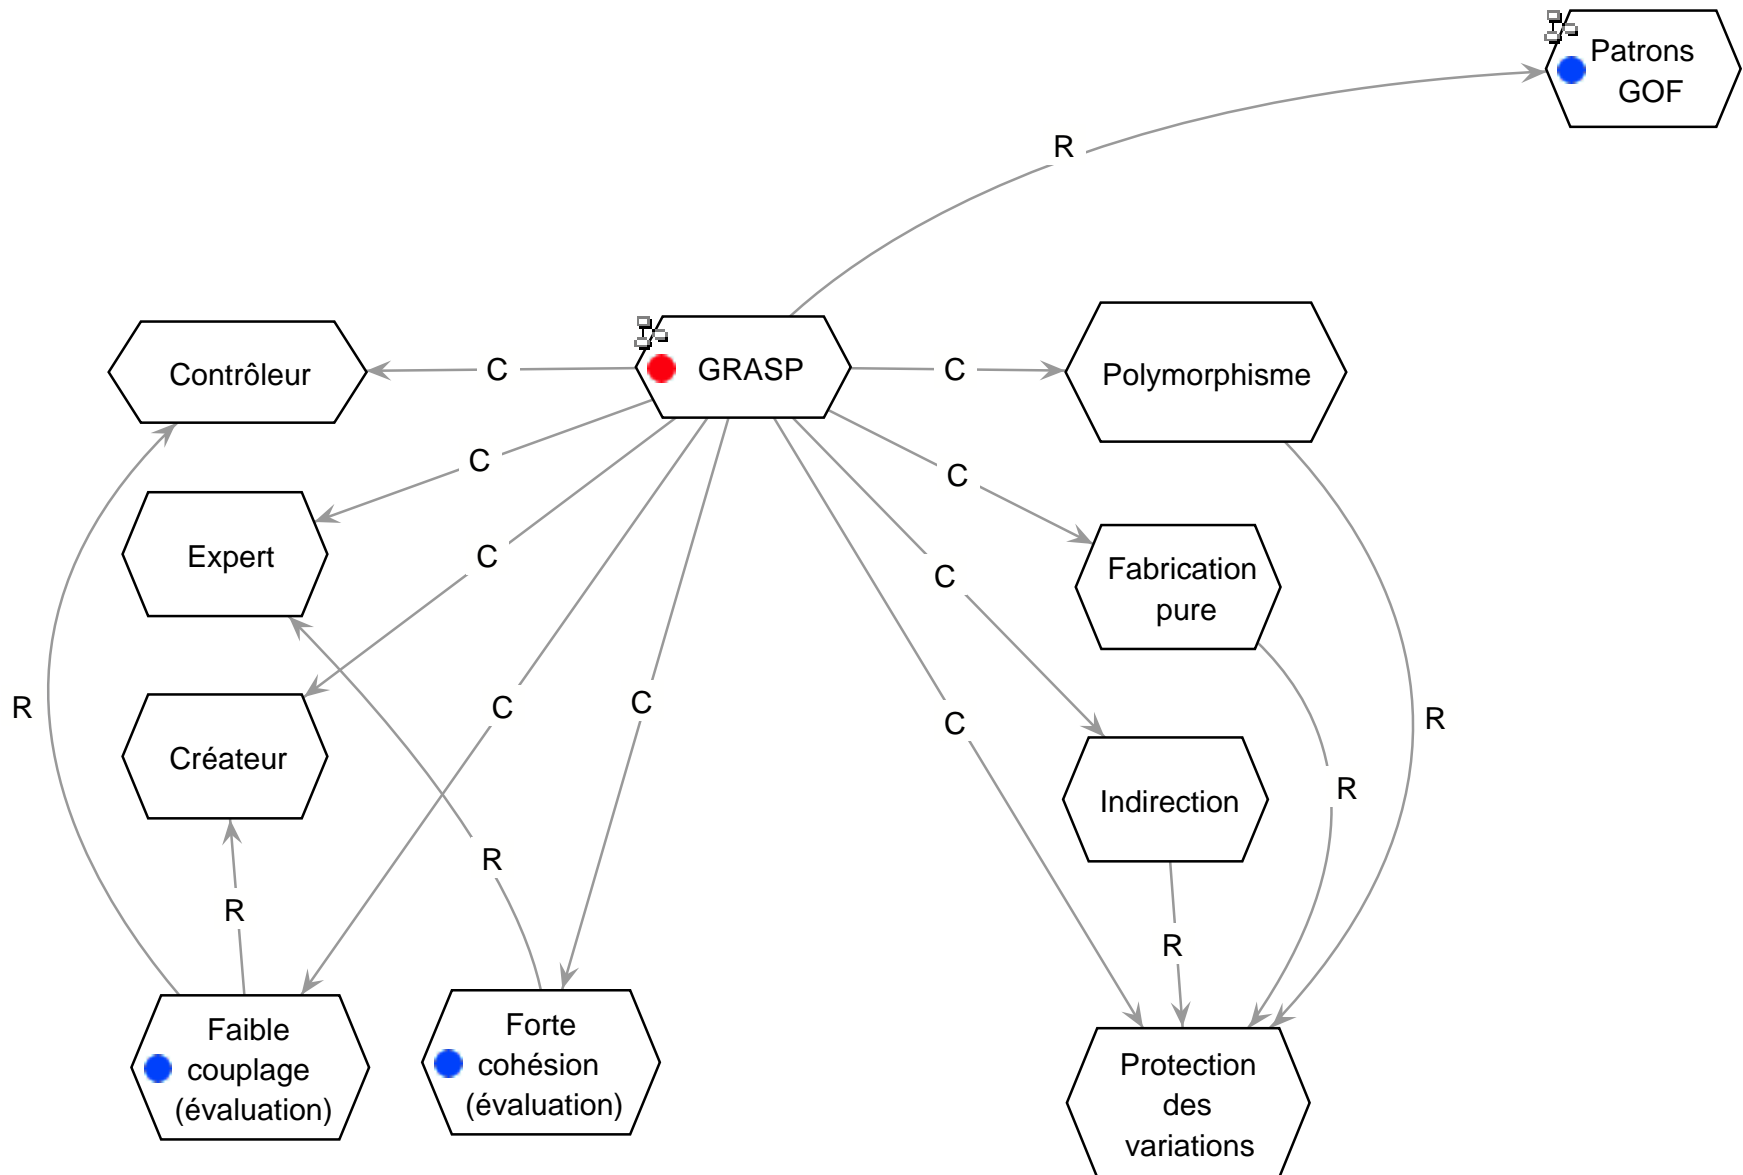 Patrons
GOF
R
Contrôleur
C
GRASP
C
Polymorphisme
C
C
Expert
C
C
Fabrication
pure
R
Créateur
C
C
C
R
R
Indirection
R
R
R
Faible
couplage
(évaluation)
Forte
cohésion
(évaluation)
Protection
des
variations